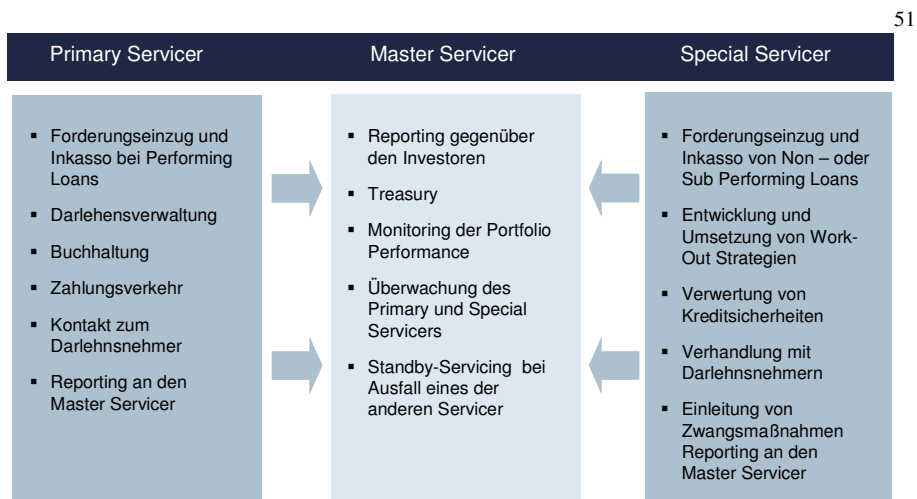 51
Primary Servicer
Master Servicer
Special Servicer
▪ Forderungseinzug und
Inkasso bei Performing
Loans
▪ Darlehensverwaltung
▪ Buchhaltung
▪ Zahlungsverkehr
▪ Kontakt zum
Darlehnsnehmer
▪ Reporting an den
Master Servicer
▪ Reporting gegenüber
den Investoren
▪ Treasury
▪ Monitoring der Portfolio
Performance
▪ Überwachung des
Primary und Special
Servicers
▪ Standby-Servicing bei
Ausfall eines der
anderen Servicer
▪ Forderungseinzug und
Inkasso von Non – oder
Sub Performing Loans
▪ Entwicklung und
Umsetzung von Work-
Out Strategien
▪ Verwertung von
Kreditsicherheiten
▪ Verhandlung mit
Darlehnsnehmern
▪ Einleitung von
Zwangsmaßnahmen
Reporting an den
Master Servicer